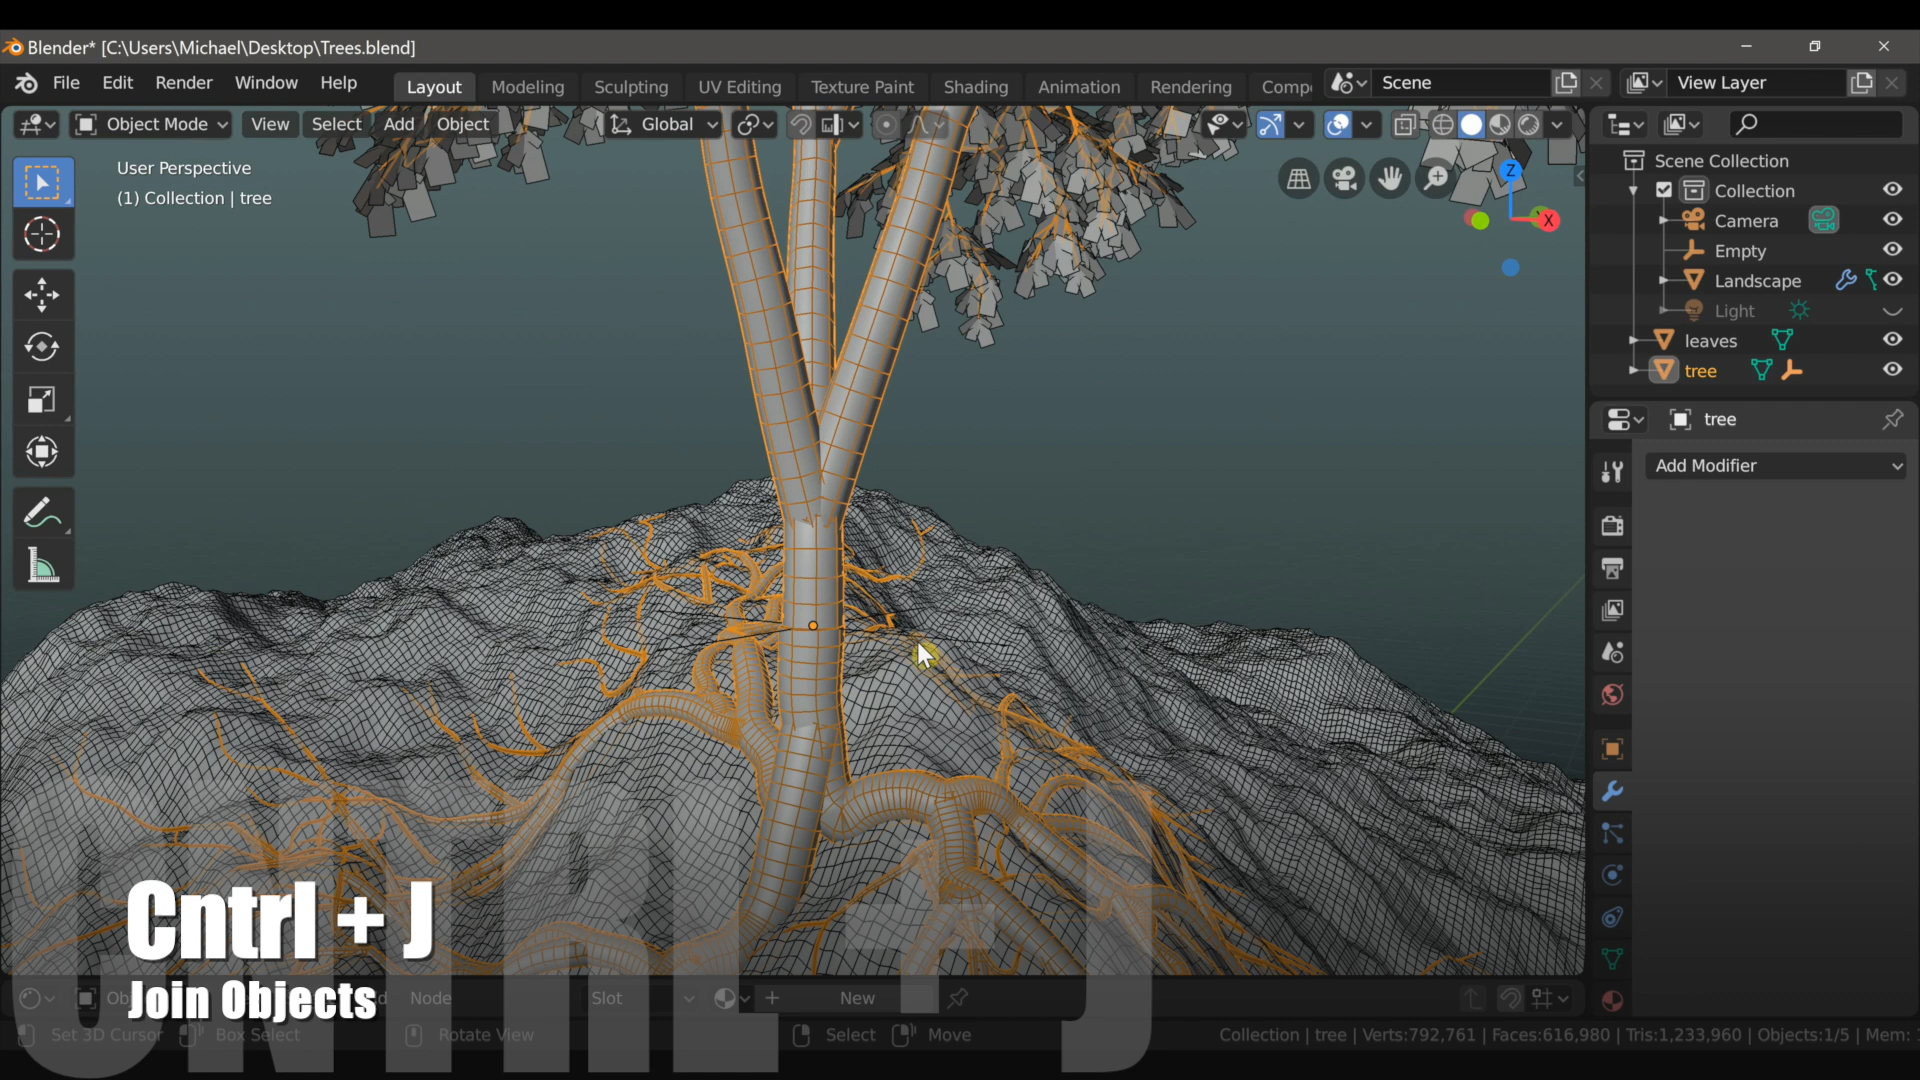 Blender* [C:\Users\Michael\Desktop\Trees.blend]
File Edit Render Window Help Layout Modeling Sculpting UV Editing Texture Paint Shading Animation Rendering Comp Scene View Layer
Object Mode View Select Add Object Global
User Perspective
(1) Collection | tree
Z
X
Scene Collection
Collection
Camera
Empty
Landscape
Light
leaves
tree
tree
Add Modifier
Cntrl + J
Join Objects
Node Slot New
Set 3D Cursor Box Select Rotate View Select Move Collection | tree | Verts:792,761 | Faces:616,980 | Tris:1,233,960 | Objects:1/5 | Mem: